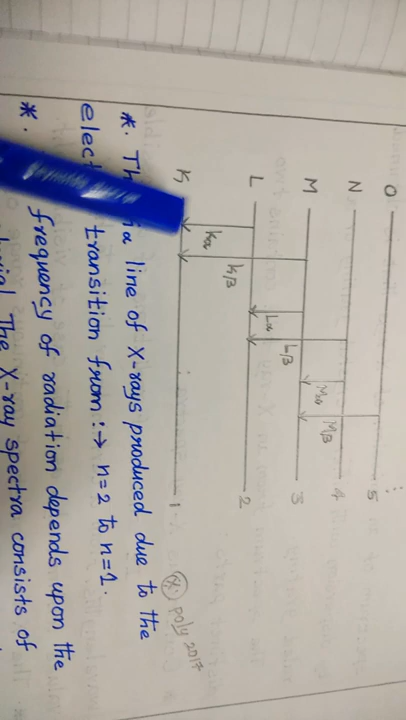 O 5
N 4
M 3
L 2
K 1
Kα Kβ Lα Lβ Mα Mβ
poly 2017
*. Th α line of X-rays produced due to the
elect transition from :→ n=2 to n=1.
*. frequency of radiation depends upon the
The X-ray spectra consists of